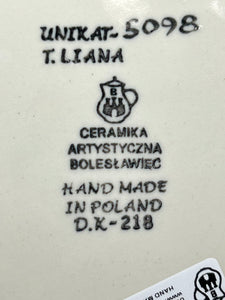 UNIKAT-5098
T. LIANA
B
CERAMIKA
ARTYSTYCZNA
BOLESŁAWIEC
HAND MADE
IN POLAND
D.K-218